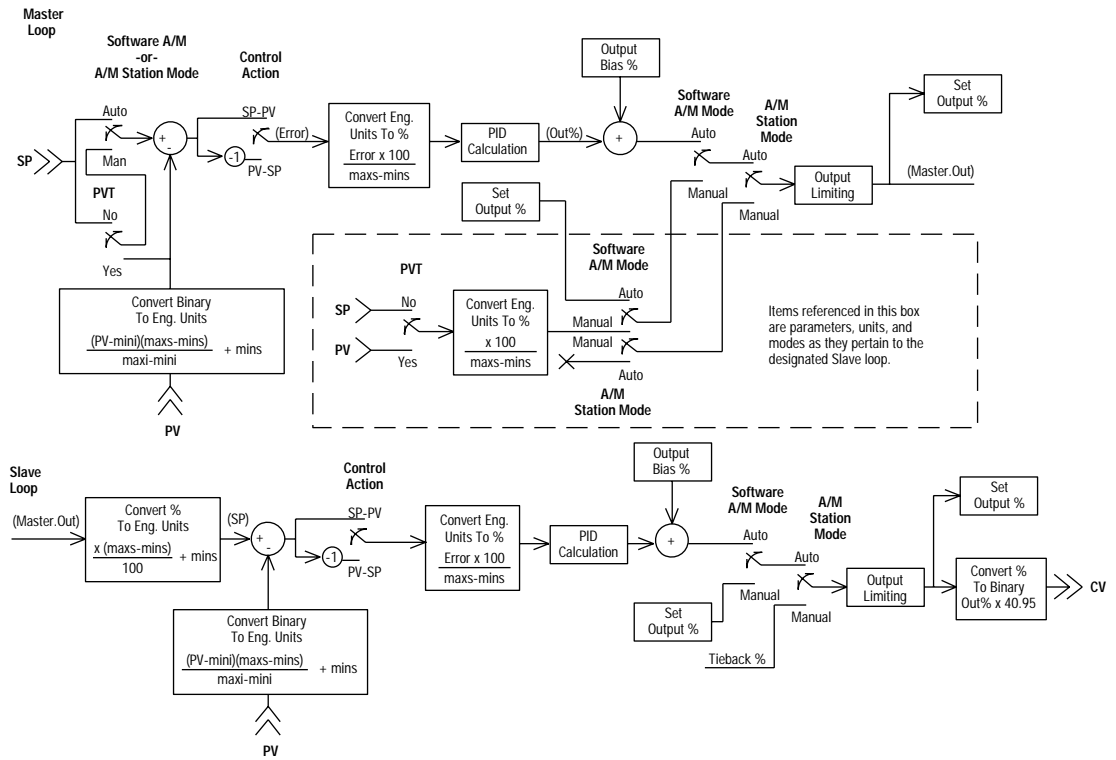 Master
Loop
Software A/M
-or-
A/M Station Mode
Control
Action
Output
Bias %
Software
A/M Mode
A/M
Station
Mode
Set
Output %
Auto
SP-PV
(Error)
Convert Eng.
Units To %
Error x 100
maxs-mins
PID
Calculation
(Out%)
+
Auto
Auto
SP
+
-
-1
PV-SP
Man
PVT
No
Yes
Manual
Manual
Output
Limiting
(Master.Out)
Set
Output %
Convert Binary
To Eng. Units
(PV-mini)(maxs-mins)
maxi-mini
+ mins
PV
PVT
Software
A/M Mode
SP
No
PV
Yes
Convert Eng.
Units To %
x 100
maxs-mins
Auto
Manual
Manual
Auto
A/M
Station Mode
Items referenced in this box
are parameters, units, and
modes as they pertain to the
designated Slave loop.
Slave
Loop
(Master.Out)
Convert %
To Eng. Units
x (maxs-mins)
100
+ mins
(SP)
+
-
Control
Action
SP-PV
-1
PV-SP
Convert Eng.
Units To %
Error x 100
maxs-mins
PID
Calculation
Output
Bias %
+
Software
A/M Mode
A/M
Station
Mode
Auto
Auto
Manual
Manual
Set
Output %
Tieback %
Output
Limiting
Set
Output %
Convert %
To Binary
Out% x 40.95
CV
Convert Binary
To Eng. Units
(PV-mini)(maxs-mins)
maxi-mini
+ mins
PV